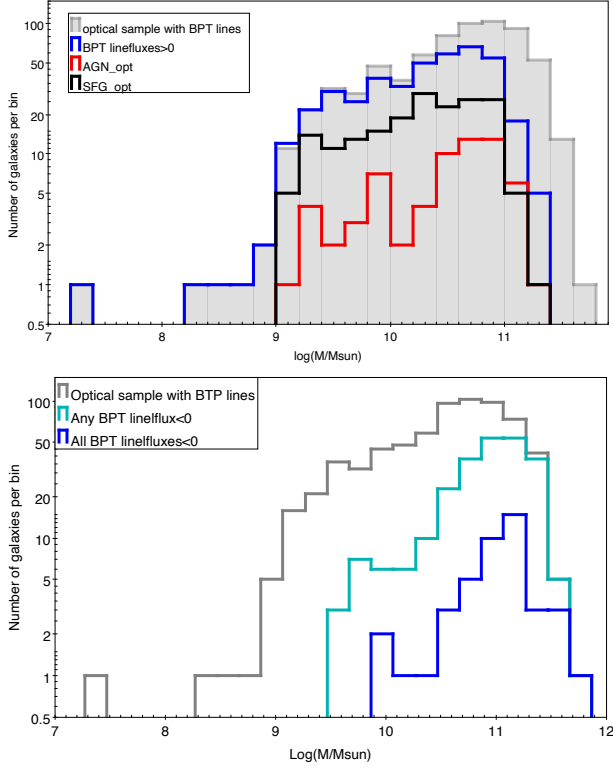 100
50
20
10
5
2
1
0.5
Number of galaxies per bin
optical sample with BPT lines
BPT linefluxes>0
AGN_opt
SFG_opt
7 8 9 10 11
log(M/Msun)
100
50
20
10
5
2
1
0.5
Number of galaxies per bin
Optical sample with BTP lines
Any BPT linelflux<0
All BPT linelfluxes<0
7 8 9 10 11 12
Log(M/Msun)